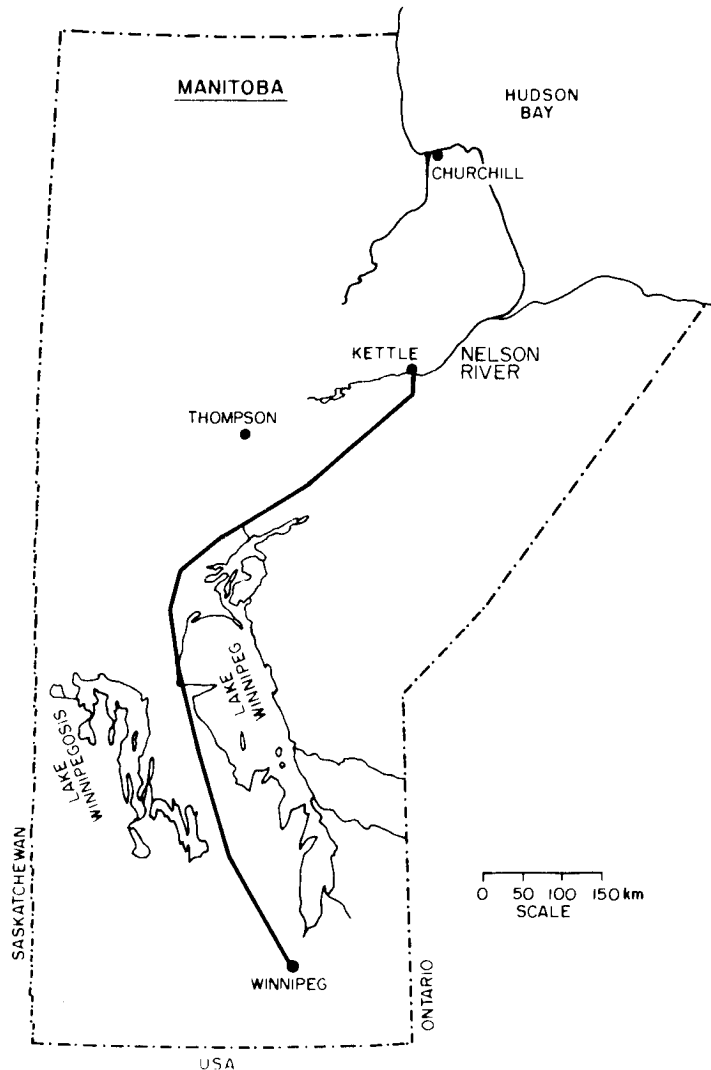 MANITOBA
HUDSON
BAY
CHURCHILL
KETTLE
NELSON
RIVER
THOMPSON
LAKE
WINNIPEG
LAKE
WINNIPEGOSIS
SASKATCHEWAN
0 50 100 150 km
SCALE
WINNIPEG
ONTARIO
USA